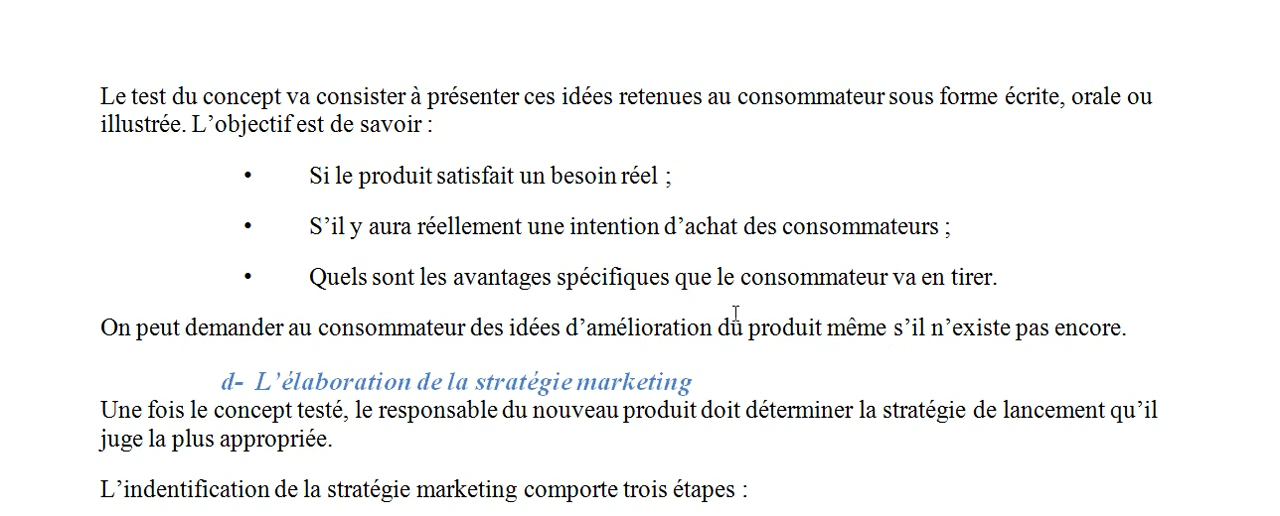 Le test du concept va consister à présenter ces idées retenues au consommateur sous forme écrite, orale ou
illustrée. L’objectif est de savoir :
• Si le produit satisfait un besoin réel ;
• S’il y aura réellement une intention d’achat des consommateurs ;
• Quels sont les avantages spécifiques que le consommateur va en tirer.
On peut demander au consommateur des idées d’amélioration du produit même s’il n’existe pas encore.
d- L’élaboration de la stratégie marketing
Une fois le concept testé, le responsable du nouveau produit doit déterminer la stratégie de lancement qu’il
juge la plus appropriée.
L’indentification de la stratégie marketing comporte trois étapes :